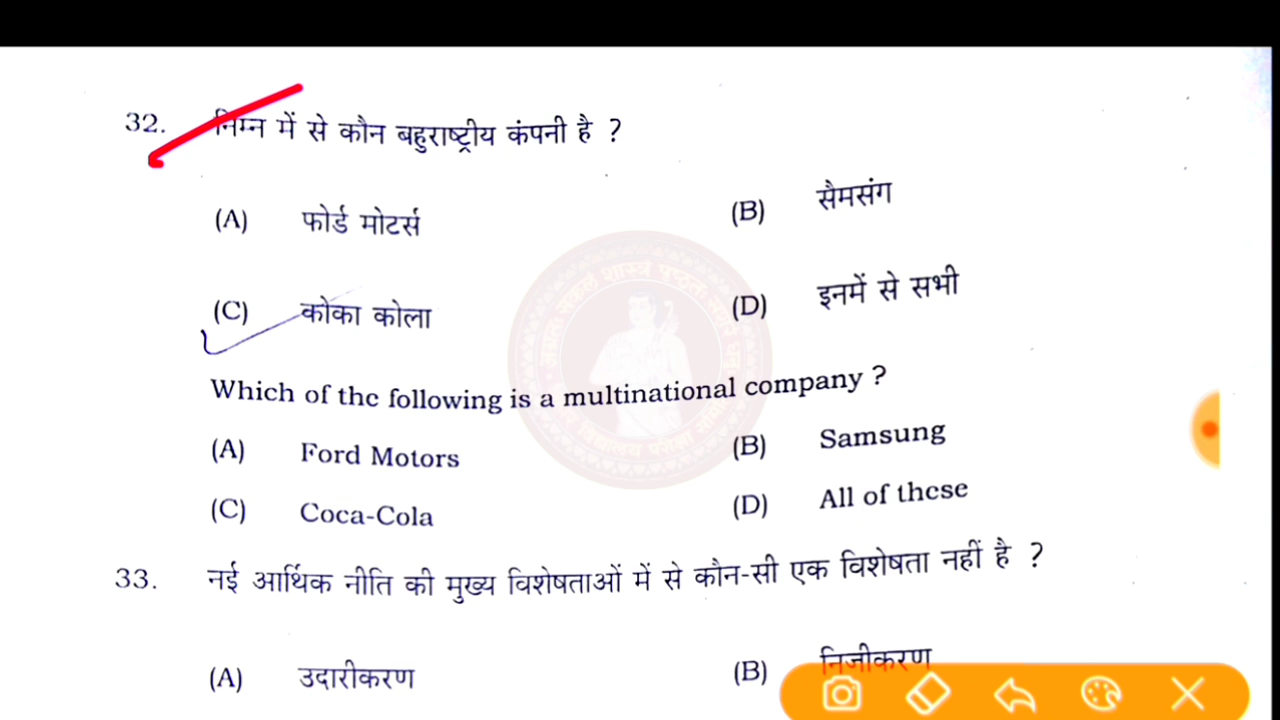 32. निम्न में से कौन बहुराष्ट्रीय कंपनी है ?
(A) फोर्ड मोटर्स (B) सैमसंग
(C) कोका कोला (D) इनमें से सभी
Which of the following is a multinational company ?
(A) Ford Motors (B) Samsung
(C) Coca-Cola (D) All of these
33. नई आर्थिक नीति की मुख्य विशेषताओं में से कौन-सी एक विशेषता नहीं है ?
(A) उदारीकरण (B) निजीकरण